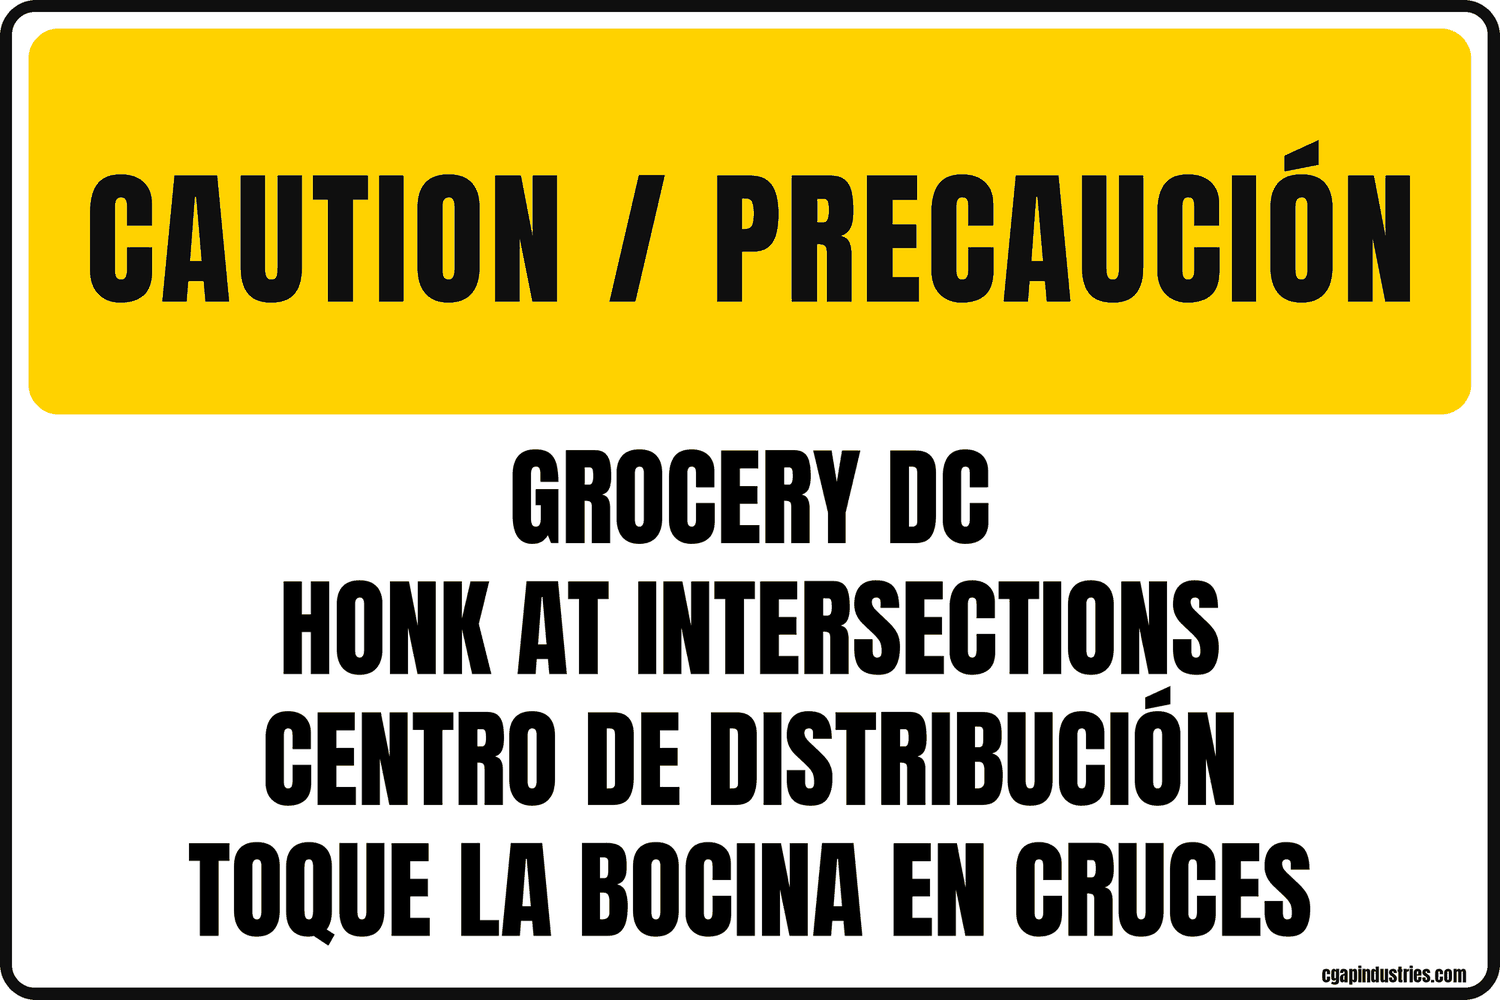 CAUTION / PRECAUCIÓN
GROCERY DC
HONK AT INTERSECTIONS
CENTRO DE DISTRIBUCIÓN
TOQUE LA BOCINA EN CRUCES
cgapindustries.com